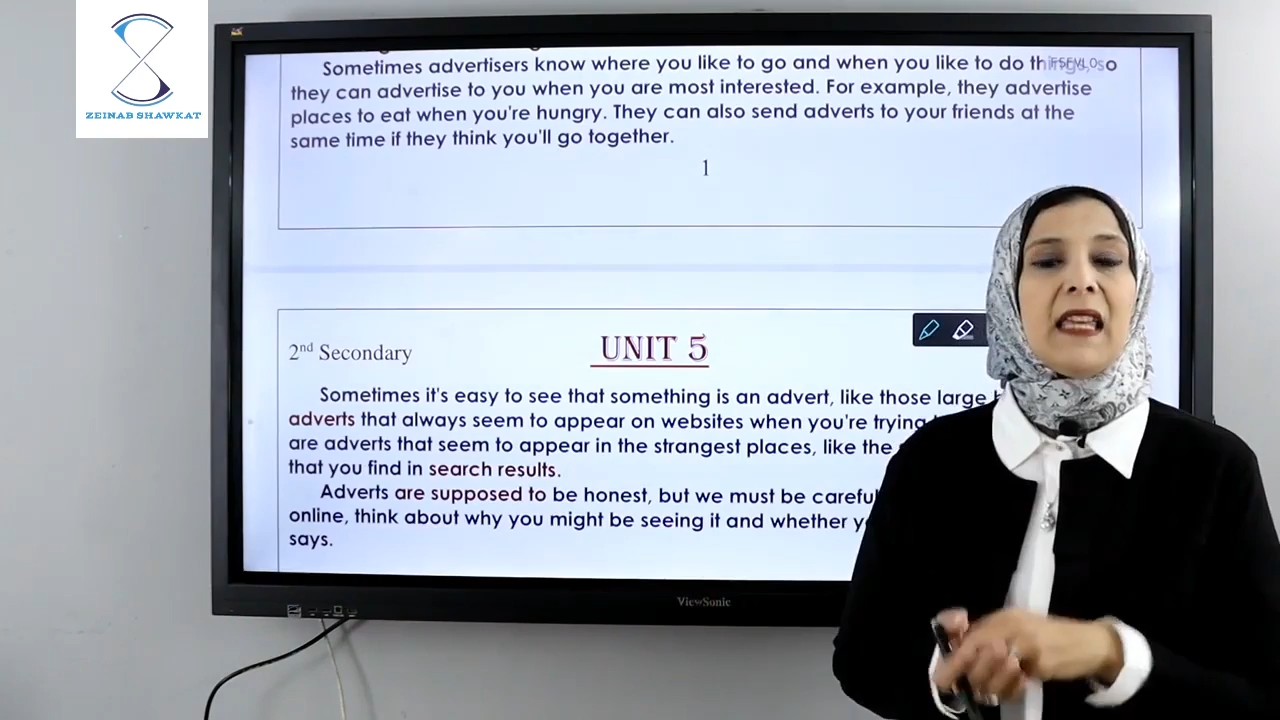 ZEINAB SHAWKAT
Sometimes advertisers know where you like to go and when you like to do things, so
they can advertise to you when you are most interested. For example, they advertise
places to eat when you're hungry. They can also send adverts to your friends at the
same time if they think you'll go together.
1
2nd Secondary
UNIT 5
Sometimes it's easy to see that something is an advert, like those large
adverts that always seem to appear on websites when you're trying
are adverts that seem to appear in the strangest places, like the
that you find in search results.
Adverts are supposed to be honest, but we must be careful
online, think about why you might be seeing it and whether
says.
ViewSonic